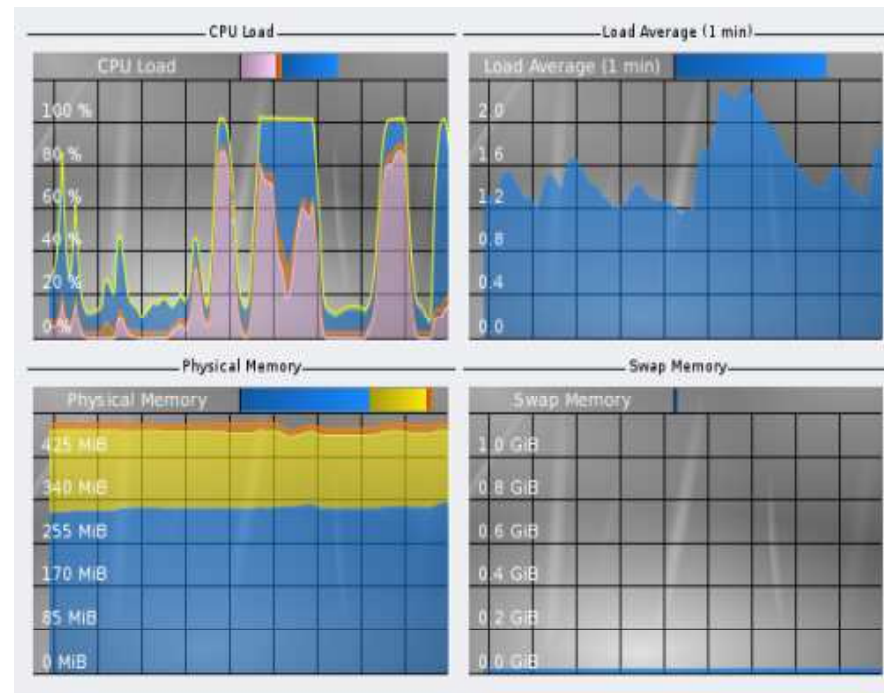 CPU Load
CPU Load
100 %
80 %
60 %
40 %
20 %
0 %
Load Average (1 min)
Load Average (1 min)
2.0
1.6
1.2
0.8
0.4
0.0
Physical Memory
Physical Memory
425 MiB
340 MiB
255 MiB
170 MiB
85 MiB
0 MiB
Swap Memory
Swap Memory
1.0 GiB
0.8 GiB
0.6 GiB
0.4 GiB
0.2 GiB
0.0 GiB